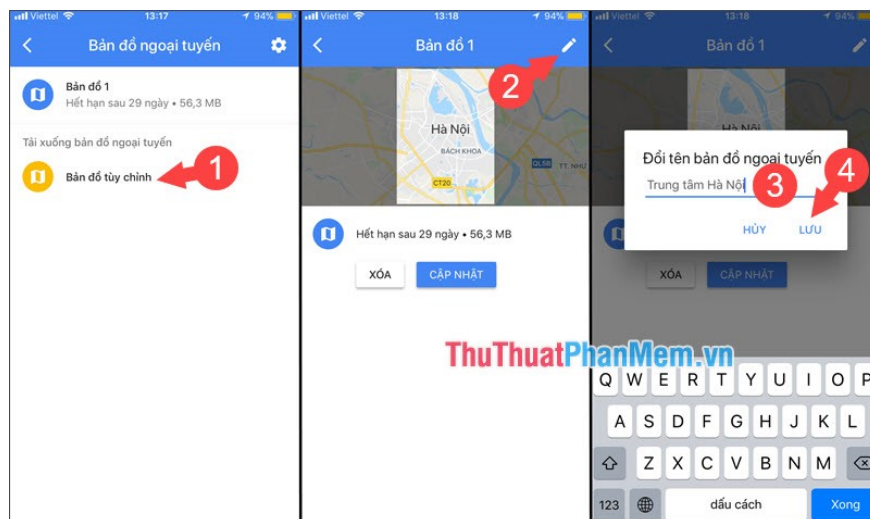 Viettel 13:17 94%
Bản đồ ngoại tuyến
Bản đồ 1
Hết hạn sau 29 ngày • 56,3 MB
Tải xuống bản đồ ngoại tuyến
Bản đồ tùy chỉnh
1
Viettel 13:18 94%
Bản đồ 1
2
Hà Nội
BÁCH KHOA
QL5B
TT. NHƯ
CT20
Hết hạn sau 29 ngày • 56,3 MB
XÓA
CẬP NHẬT
Viettel 13:18 94%
Bản đồ 1
Hà Nội
Đổi tên bản đồ ngoại tuyến
Trung tâm Hà Nội
3
4
HỦY
LƯU
XÓA
CẬP NHẬT
ThuThuatPhanMem.vn
Q W E R T Y U I O P
A S D F G H J K L
Z X C V B N M
123
dấu cách
Xong